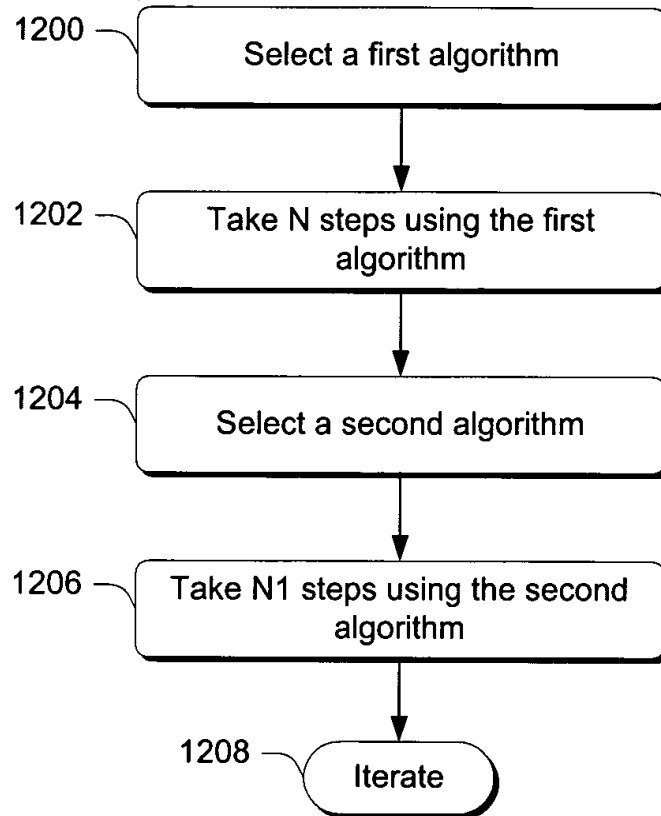 1200
Select a first algorithm
1202
Take N steps using the first
algorithm
1204
Select a second algorithm
1206
Take N1 steps using the second
algorithm
1208
Iterate